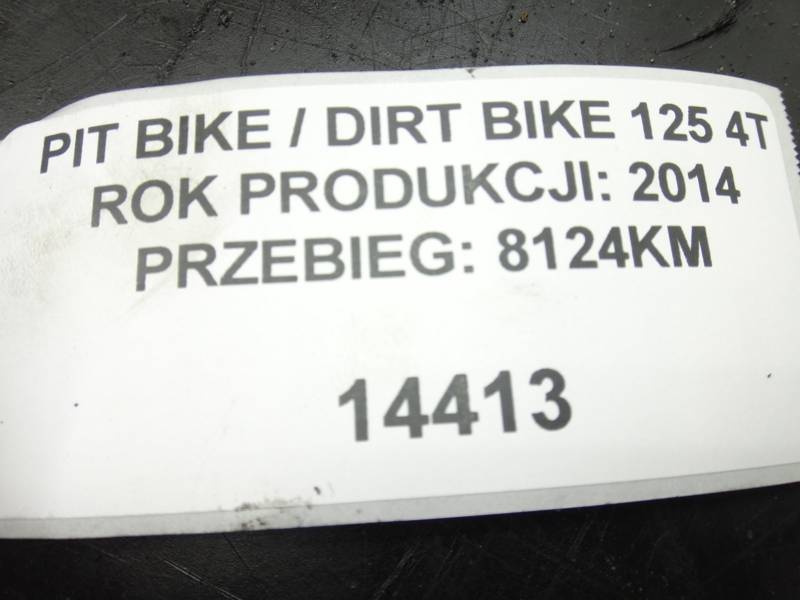 PIT BIKE / DIRT BIKE 125 4T
ROK PRODUKCJI: 2014
PRZEBIEG: 8124KM
14413